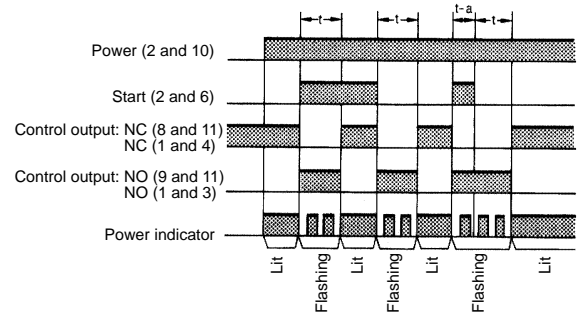 t t t-a t
Power (2 and 10)
Start (2 and 6)
Control output: NC (8 and 11)
NC (1 and 4)
Control output: NO (9 and 11)
NO (1 and 3)
Power indicator
Lit Flashing Lit Flashing Lit Flashing Lit